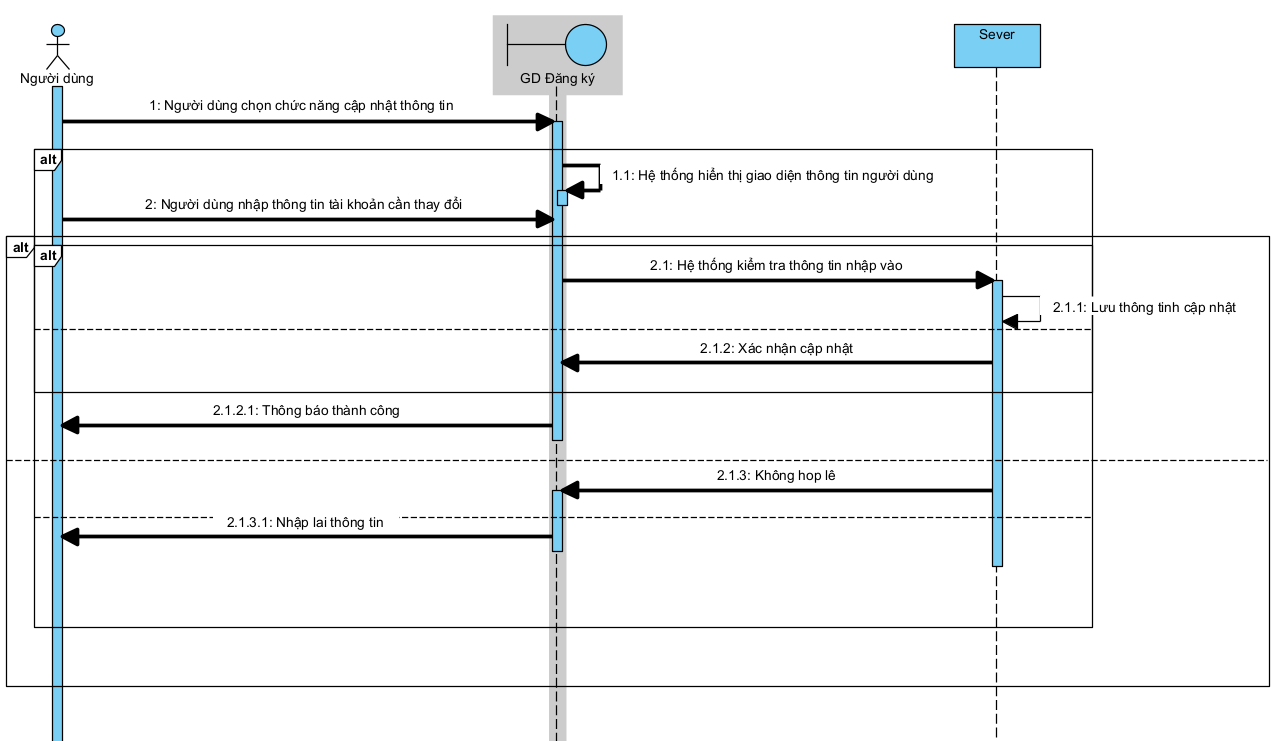 Sever
Người dùng
GD Đăng ký
1: Người dùng chọn chức năng cập nhật thông tin
alt
1.1: Hệ thống hiển thị giao diện thông tin người dùng
2: Người dùng nhập thông tin tài khoản cần thay đổi
alt
alt
2.1: Hệ thống kiểm tra thông tin nhập vào
2.1.1: Lưu thông tinh cập nhật
2.1.2: Xác nhận cập nhật
2.1.2.1: Thông báo thành công
2.1.3: Không hop lê
2.1.3.1: Nhập lai thông tin